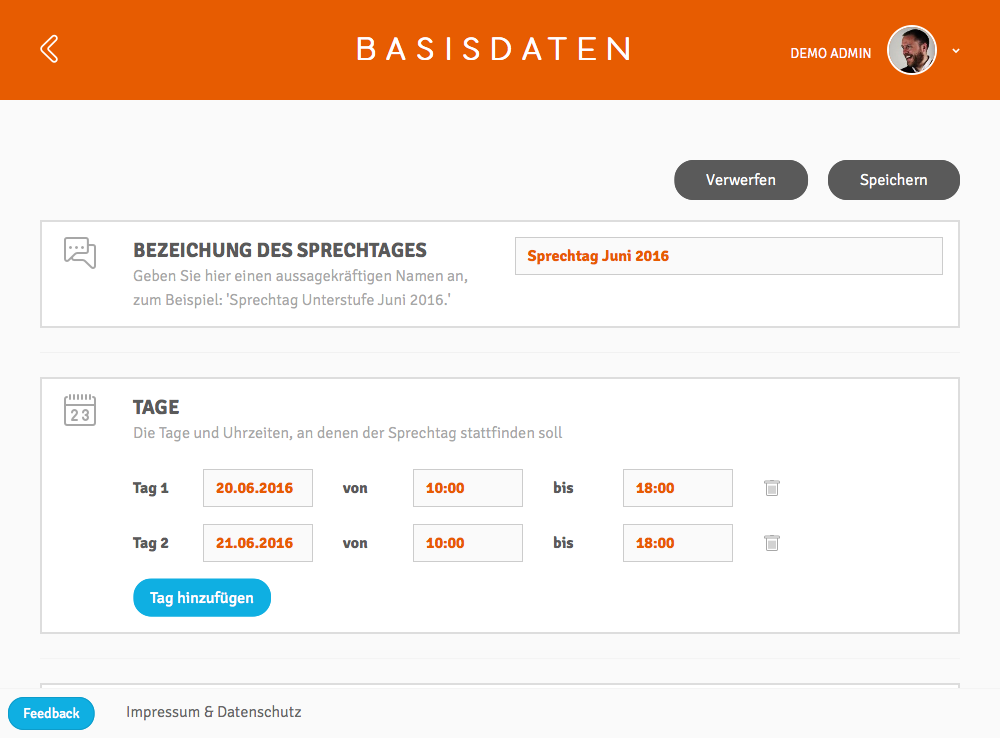 BASISDATEN
DEMO ADMIN
Verwerfen
Speichern
BEZEICHUNG DES SPRECHTAGES
Geben Sie hier einen aussagekräftigen Namen an,
zum Beispiel: 'Sprechtag Unterstufe Juni 2016.'
Sprechtag Juni 2016
23
TAGE
Die Tage und Uhrzeiten, an denen der Sprechtag stattfinden soll
Tag 1 20.06.2016 von 10:00 bis 18:00
Tag 2 21.06.2016 von 10:00 bis 18:00
Tag hinzufügen
Feedback
Impressum & Datenschutz